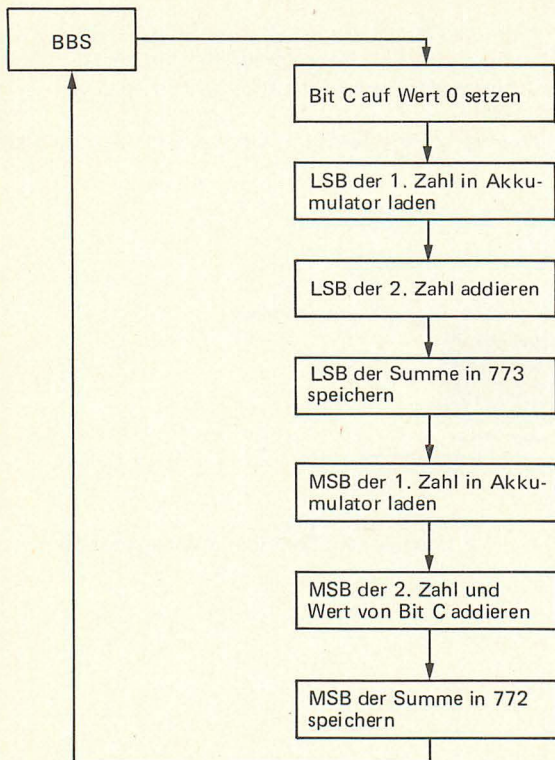 BBS
Bit C auf Wert 0 setzen
LSB der 1. Zahl in Akku-
mulator laden
LSB der 2. Zahl addieren
LSB der Summe in 773
speichern
MSB der 1. Zahl in Akku-
mulator laden
MSB der 2. Zahl und
Wert von Bit C addieren
MSB der Summe in 772
speichern